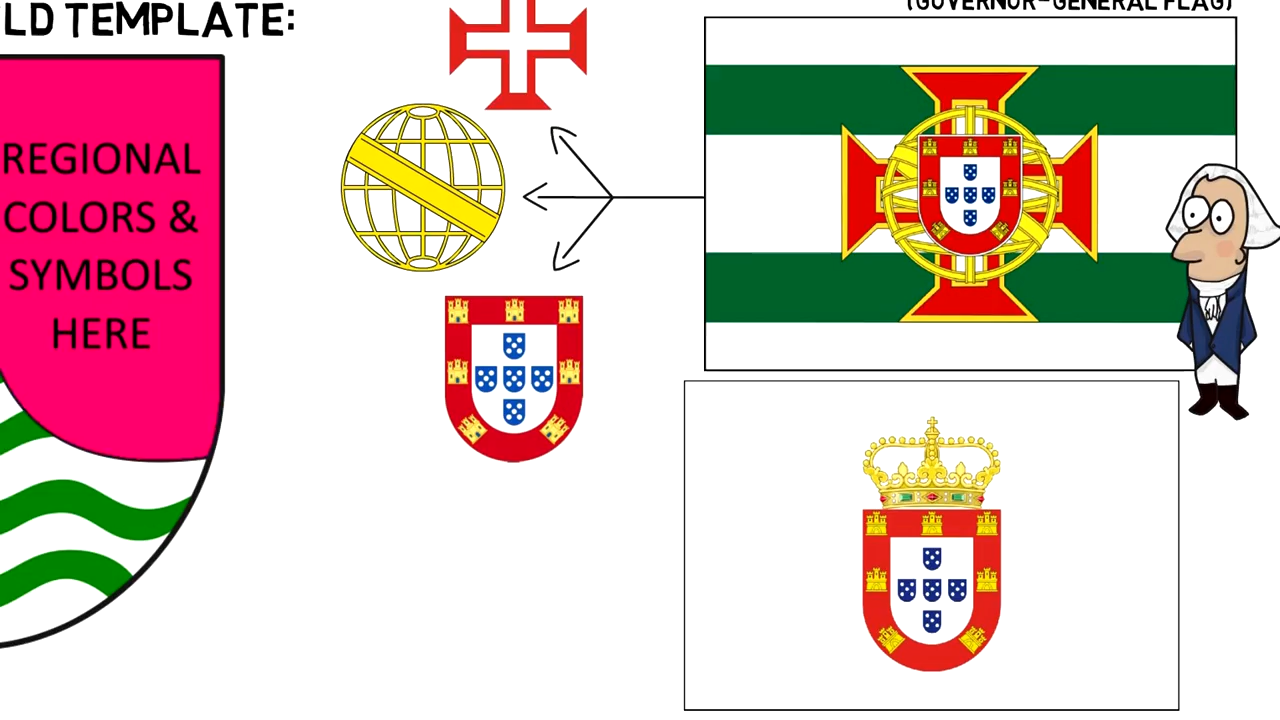 LD TEMPLATE:
(GOVERNOR-GENERAL FLAG)
REGIONAL
COLORS &
SYMBOLS
HERE